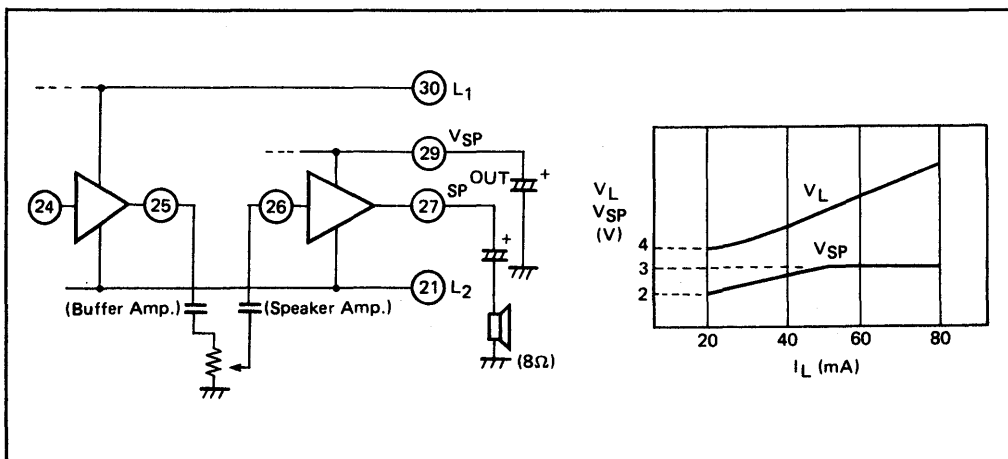 30 L1
29 VSP
OUT +
24
25
26
27 SP
+
21 L2
(Buffer Amp.)
(Speaker Amp.)
(8Ω)
VL
VSP
(V)
4
3
2
VL
VSP
20 40 60 80
IL (mA)